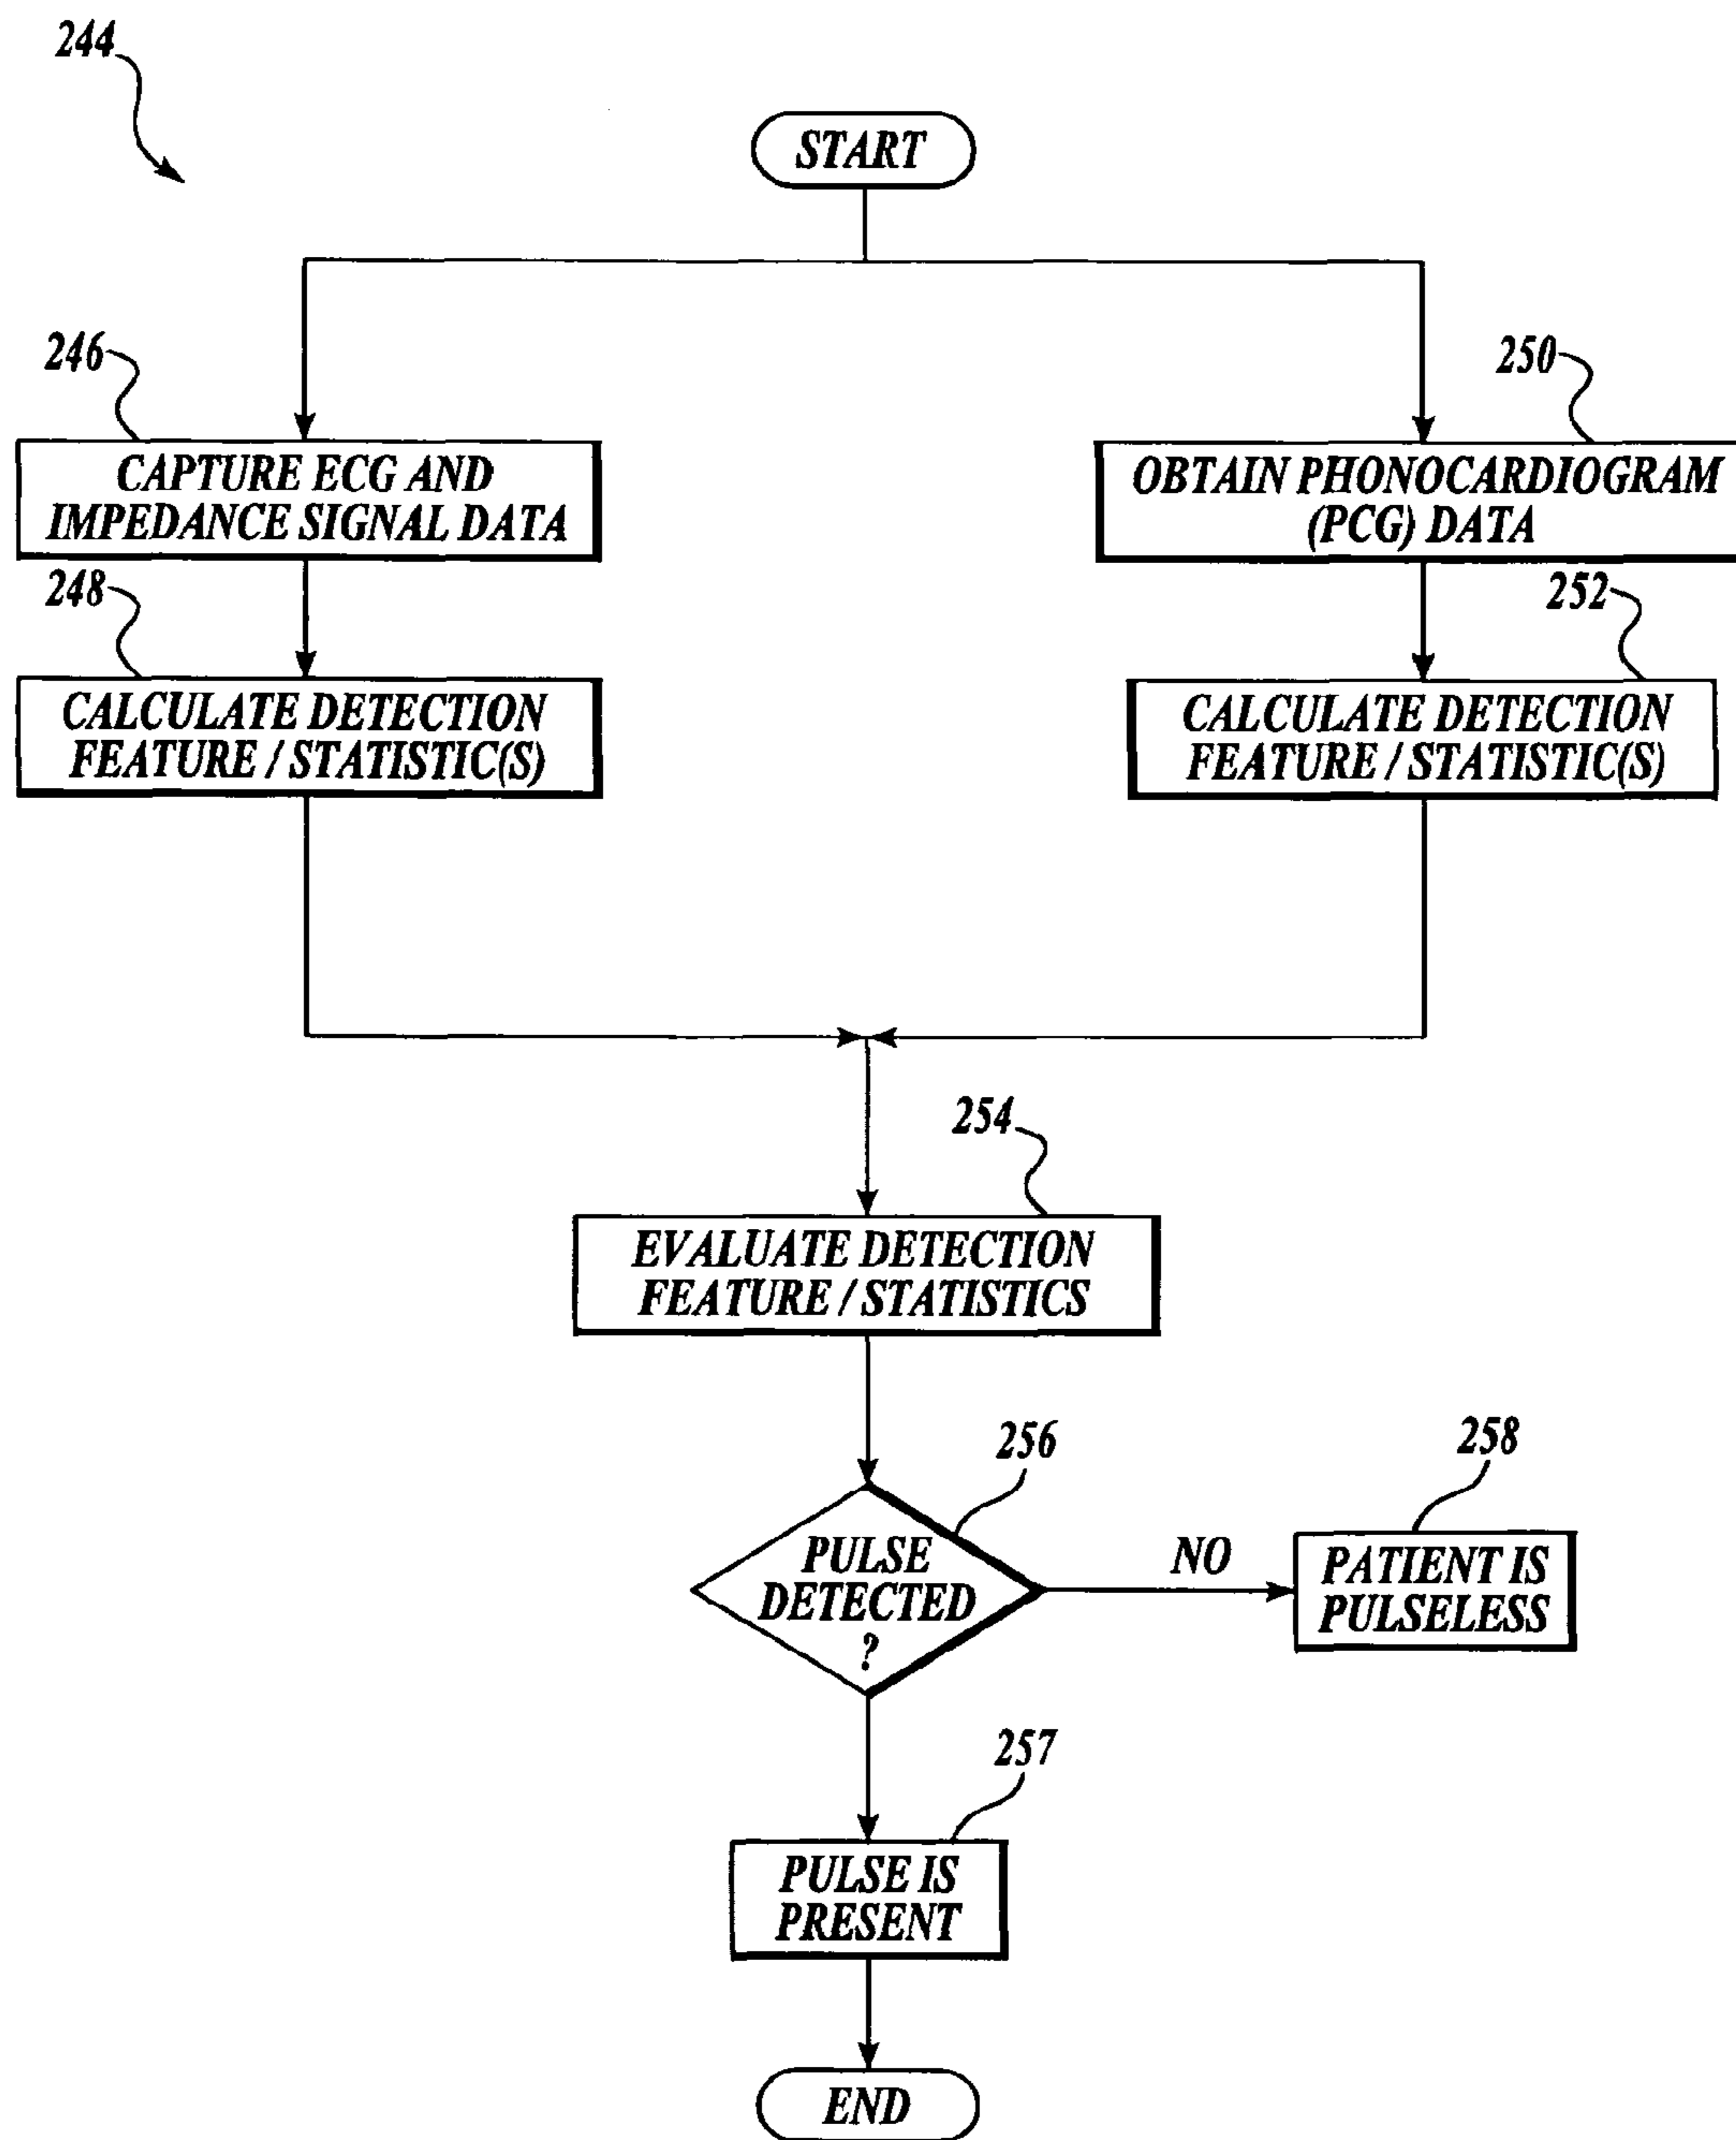 244
START
246
CAPTURE ECG AND
IMPEDANCE SIGNAL DATA
250
OBTAIN PHONOCARDIOGRAM
(PCG) DATA
248
CALCULATE DETECTION
FEATURE / STATISTIC(S)
252
CALCULATE DETECTION
FEATURE / STATISTIC(S)
254
EVALUATE DETECTION
FEATURE / STATISTICS
256
PULSE
DETECTED
?
NO
258
PATIENT IS
PULSELESS
257
PULSE IS
PRESENT
END